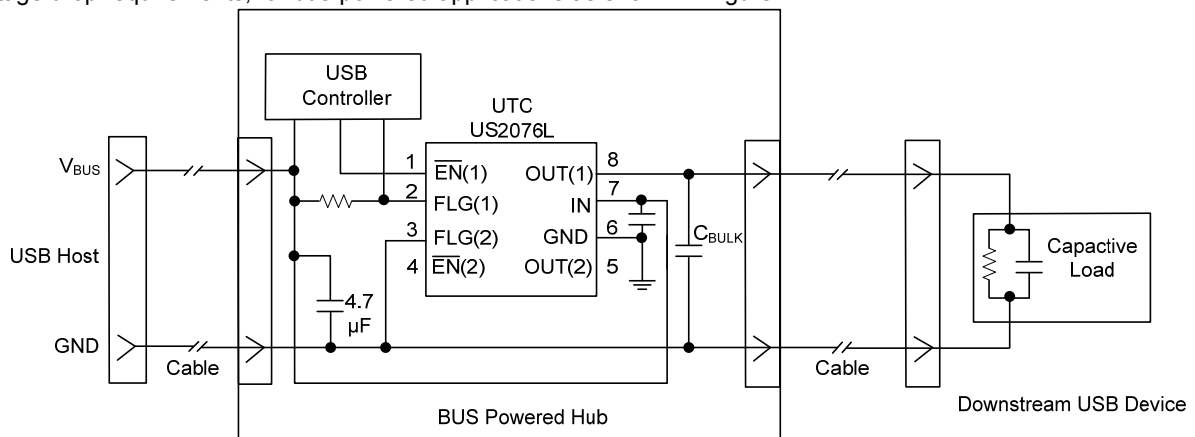 USB
Controller
UTC
US2076L
V_BUS
1
EN(1)
OUT(1)
8
2
FLG(1)
IN
7
3
FLG(2)
GND
6
4
EN(2)
OUT(2)
5
C_BULK
USB Host
4.7
µF
Capactive
Load
GND
Cable
Cable
BUS Powered Hub
Downstream USB Device